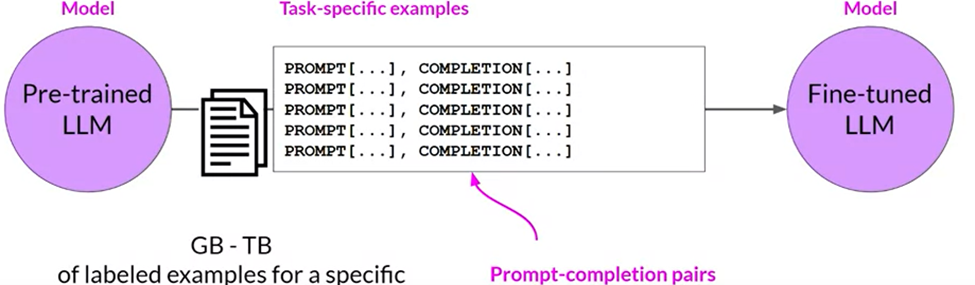 Model
Task-specific examples
Model
Pre-trained
LLM
PROMPT[...], COMPLETION[...]
PROMPT[...], COMPLETION[...]
PROMPT[...], COMPLETION[...]
PROMPT[...], COMPLETION[...]
PROMPT[...], COMPLETION[...]
Fine-tuned
LLM
GB - TB
of labeled examples for a specific
Prompt-completion pairs